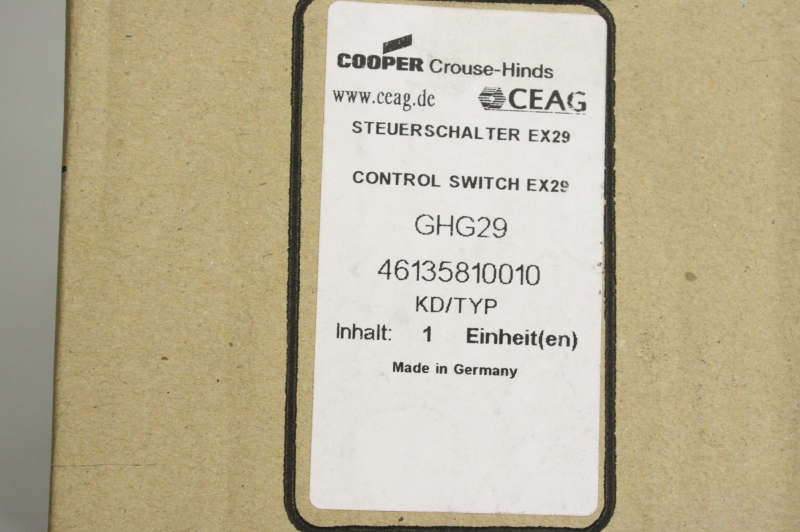 COOPER Crouse-Hinds
www.ceag.de CEAG
STEUERSCHALTER EX29
CONTROL SWITCH EX29
GHG29
46135810010
KD/TYP
Inhalt: 1 Einheit(en)
Made in Germany